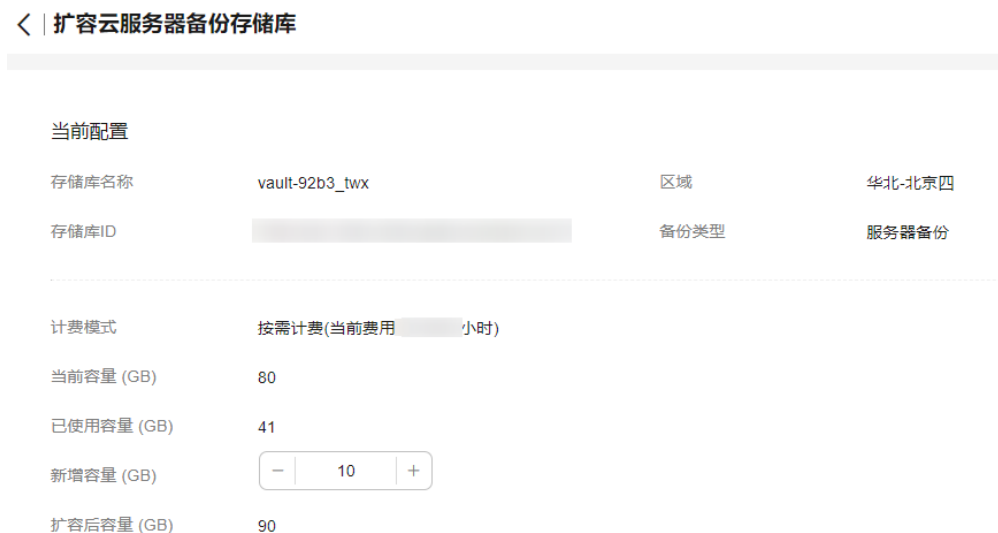 扩容云服务器备份存储库
当前配置
存储库名称 vault-92b3_twx 区域 华北-北京四
存储库ID 备份类型 服务器备份
计费模式 按需计费(当前费用 小时)
当前容量 (GB) 80
已使用容量 (GB) 41
新增容量 (GB) − 10 +
扩容后容量 (GB) 90